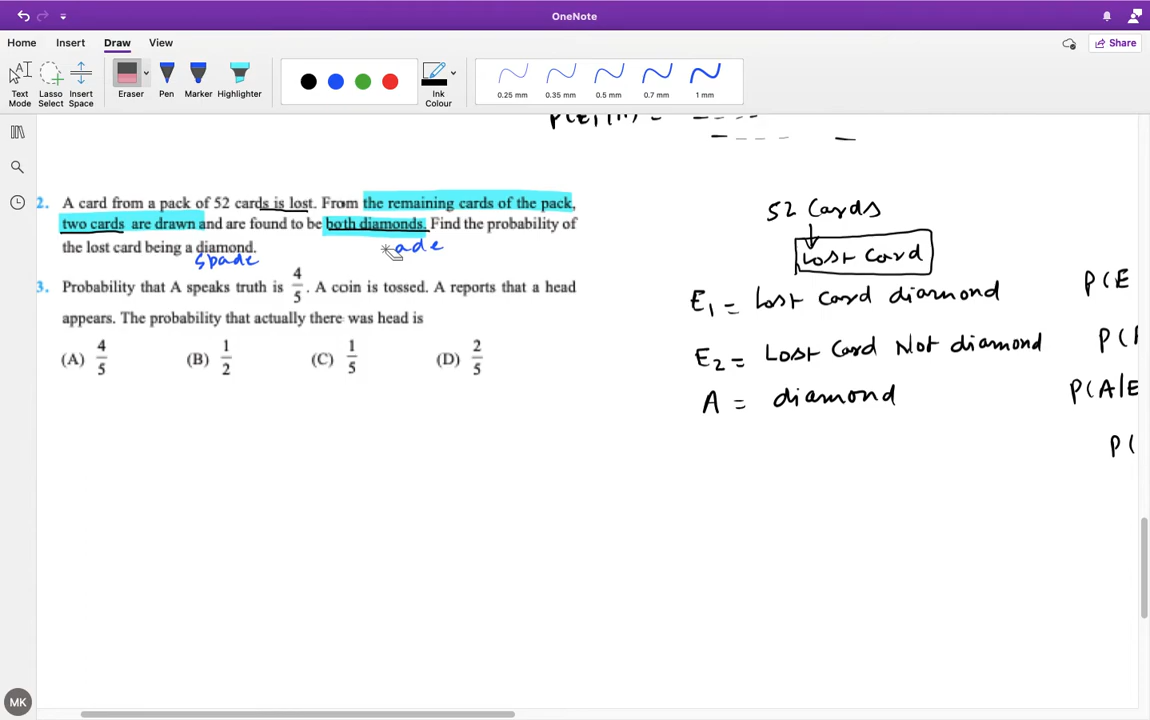 OneNote
Home Insert Draw View
Share
Text Mode
Lasso Select
Insert Space
Eraser
Pen
Marker
Highlighter
Ink Colour
0.25 mm 0.35 mm 0.5 mm 0.7 mm 1 mm
2. A card from a pack of 52 cards is lost. From the remaining cards of the pack,
two cards are drawn and are found to be both diamonds. Find the probability of
the lost card being a diamond.
spade
ade
3. Probability that A speaks truth is 4/5. A coin is tossed. A reports that a head
appears. The probability that actually there was head is
(A) 4/5 (B) 1/2 (C) 1/5 (D) 2/5
52 Cards
Lost Card
E1 = Lost Card diamond P(E
E2 = Lost Card Not diamond P(
A = diamond P(A|E
P(
MK